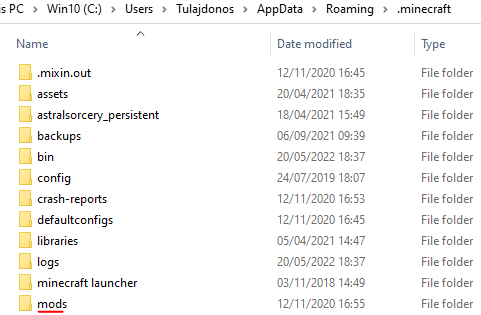 is PC > Win10 (C:) > Users > Tulajdonos > AppData > Roaming > .minecraft
Name Date modified Type
.mixin.out 12/11/2020 16:45 File folder
assets 20/04/2021 18:35 File folder
astralsorcery_persistent 18/04/2021 15:49 File folder
backups 06/09/2021 09:39 File folder
bin 20/05/2022 18:37 File folder
config 24/07/2019 18:07 File folder
crash-reports 12/11/2020 16:53 File folder
defaultconfigs 12/11/2020 16:45 File folder
libraries 05/04/2021 14:47 File folder
logs 20/05/2022 18:37 File folder
minecraft launcher 03/11/2018 14:49 File folder
mods 12/11/2020 16:55 File folder